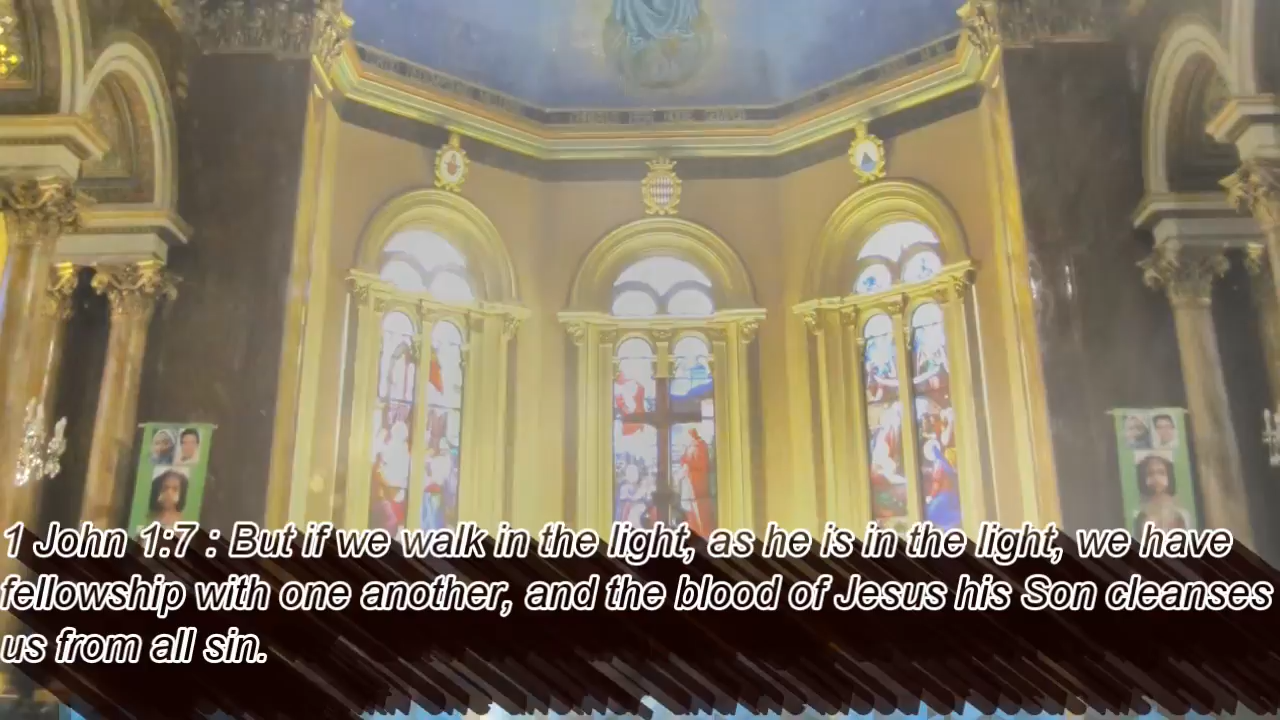 1 John 1:7 : But if we walk in the light, as he is in the light, we have
fellowship with one another, and the blood of Jesus his Son cleanses
us from all sin.